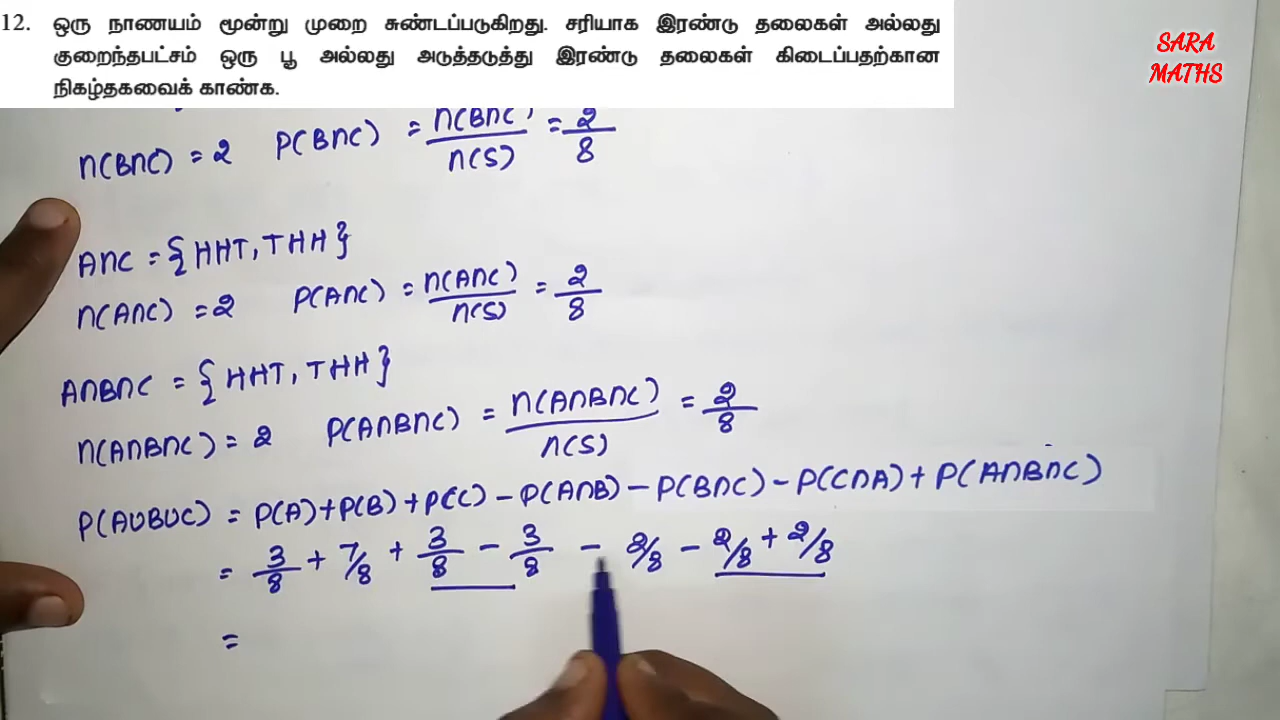 12. ஒரு நாணயம் மூன்று முறை சுண்டப்படுகிறது. சரியாக இரண்டு தலைகள் அல்லது
குறைந்தபட்சம் ஒரு பூ அல்லது அடுத்தடுத்து இரண்டு தலைகள் கிடைப்பதற்கான
நிகழ்தகவைக் காண்க.
SARA
MATHS
n(B∩C) = 2 P(B∩C) = n(B∩C)/n(S) = 2/8
A∩C = {HHT, THH}
n(A∩C) = 2 P(A∩C) = n(A∩C)/n(S) = 2/8
A∩B∩C = {HHT, THH}
n(A∩B∩C) = 2 P(A∩B∩C) = n(A∩B∩C)/n(S) = 2/8
P(A∪B∪C) = P(A)+P(B)+P(C) - P(A∩B) - P(B∩C) - P(C∩A) + P(A∩B∩C)
= 3/8 + 7/8 + 3/8 - 3/8 - 2/8 - 2/8 + 2/8
=